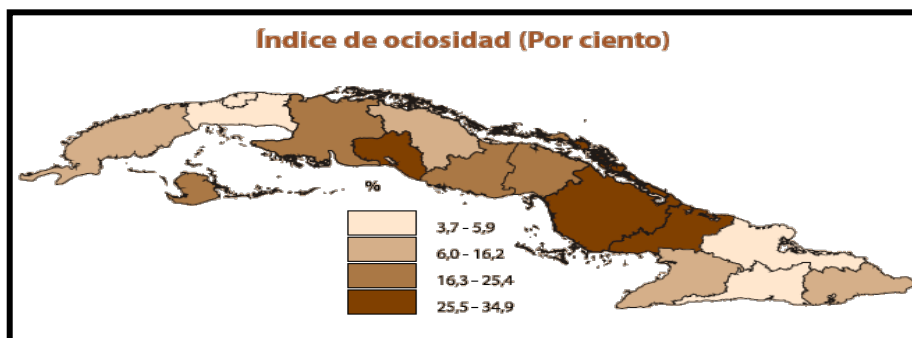 Índice de ociosidad (Por ciento)
%
3,7 – 5,9
6,0 – 16,2
16,3 – 25,4
25,5 – 34,9